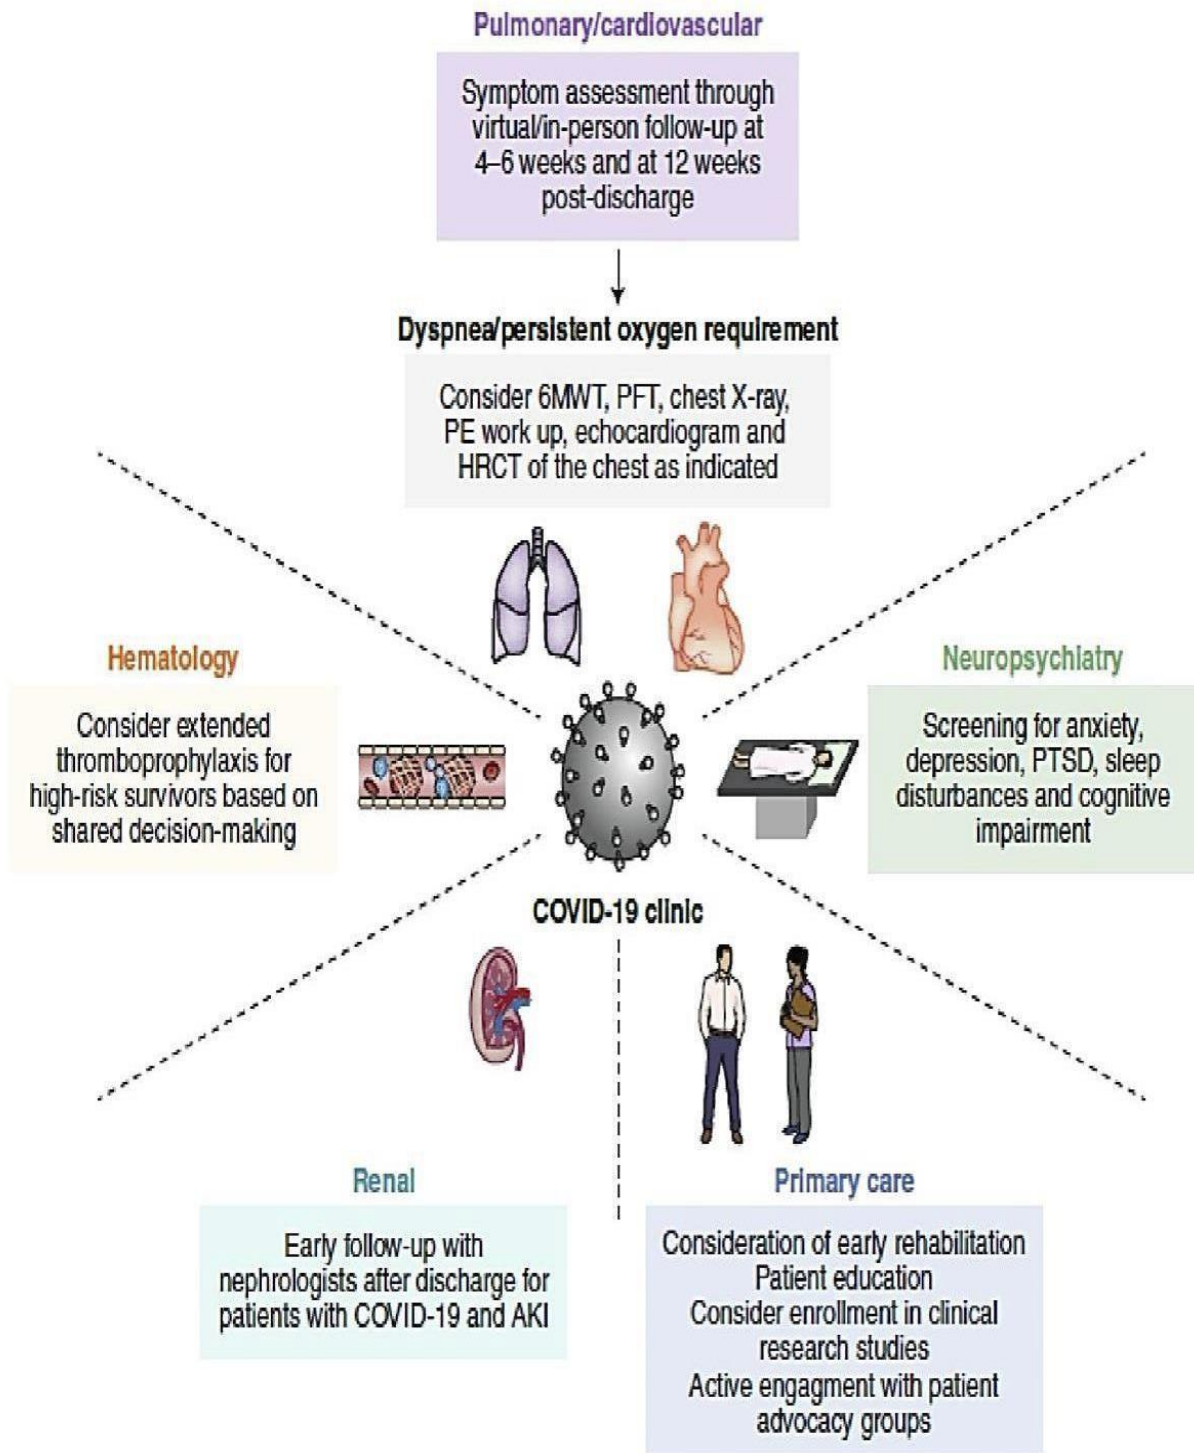 Pulmonary/cardiovascular
Symptom assessment through
virtual/in-person follow-up at
4–6 weeks and at 12 weeks
post-discharge
Dyspnea/persistent oxygen requirement
Consider 6MWT, PFT, chest X-ray,
PE work up, echocardiogram and
HRCT of the chest as indicated
Hematology
Consider extended
thromboprophylaxis for
high-risk survivors based on
shared decision-making
Neuropsychiatry
Screening for anxiety,
depression, PTSD, sleep
disturbances and cognitive
impairment
COVID-19 clinic
Renal
Early follow-up with
nephrologists after discharge for
patients with COVID-19 and AKI
Primary care
Consideration of early rehabilitation
Patient education
Consider enrollment in clinical
research studies
Active engagment with patient
advocacy groups